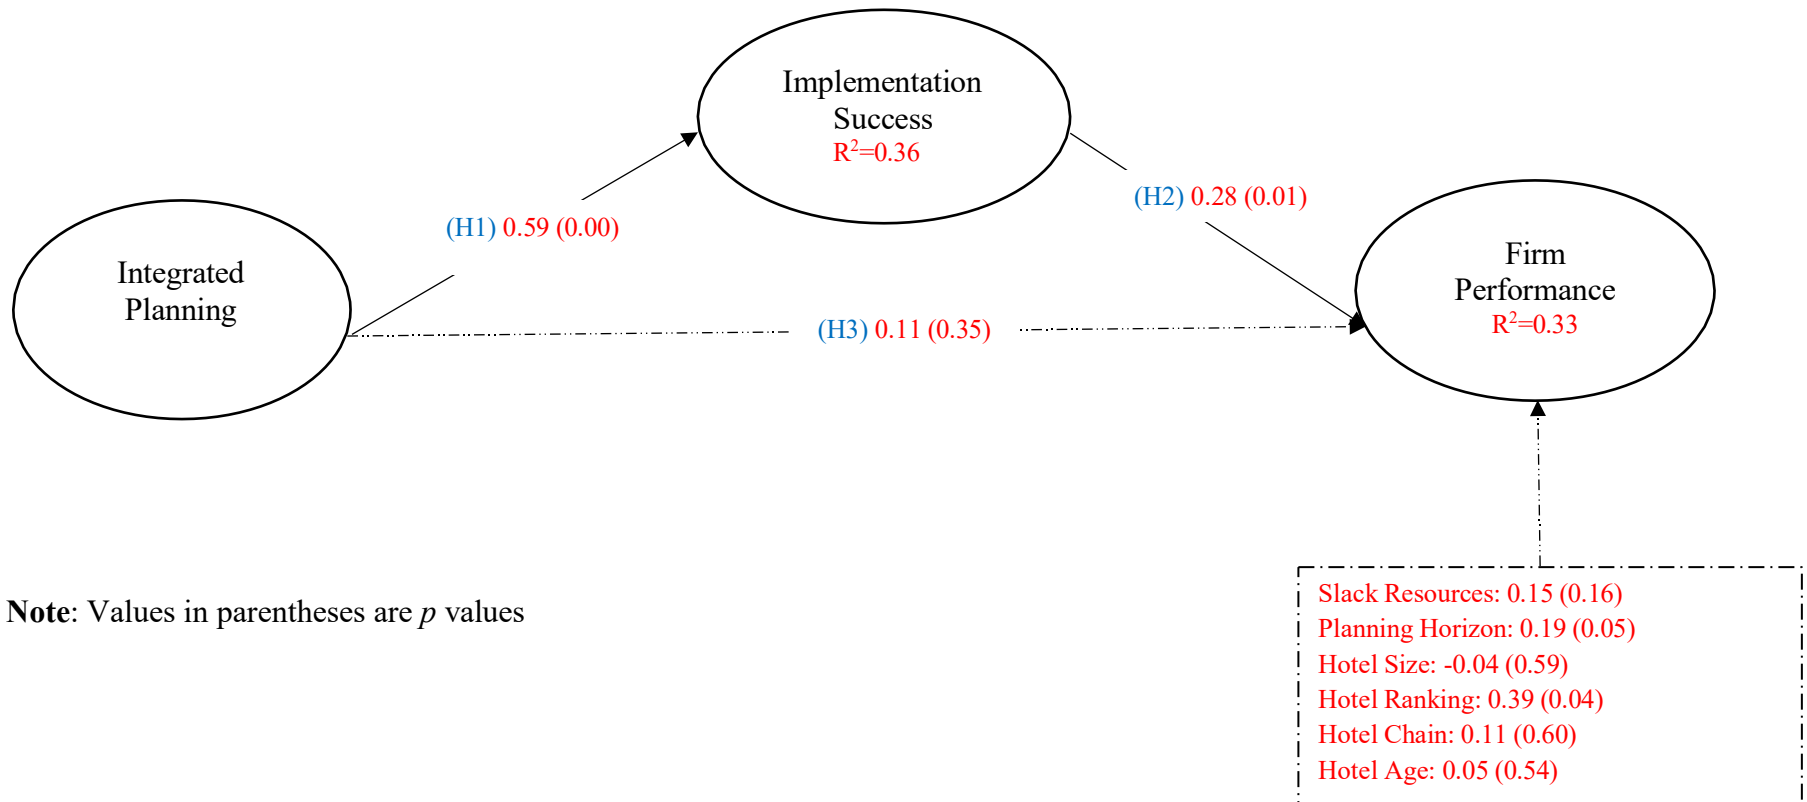 Implementation
Success
R²=0.36
(H1) 0.59 (0.00)
(H2) 0.28 (0.01)
Integrated
Planning
Firm
Performance
R²=0.33
(H3) 0.11 (0.35)
Note: Values in parentheses are p values
Slack Resources: 0.15 (0.16)
Planning Horizon: 0.19 (0.05)
Hotel Size: -0.04 (0.59)
Hotel Ranking: 0.39 (0.04)
Hotel Chain: 0.11 (0.60)
Hotel Age: 0.05 (0.54)